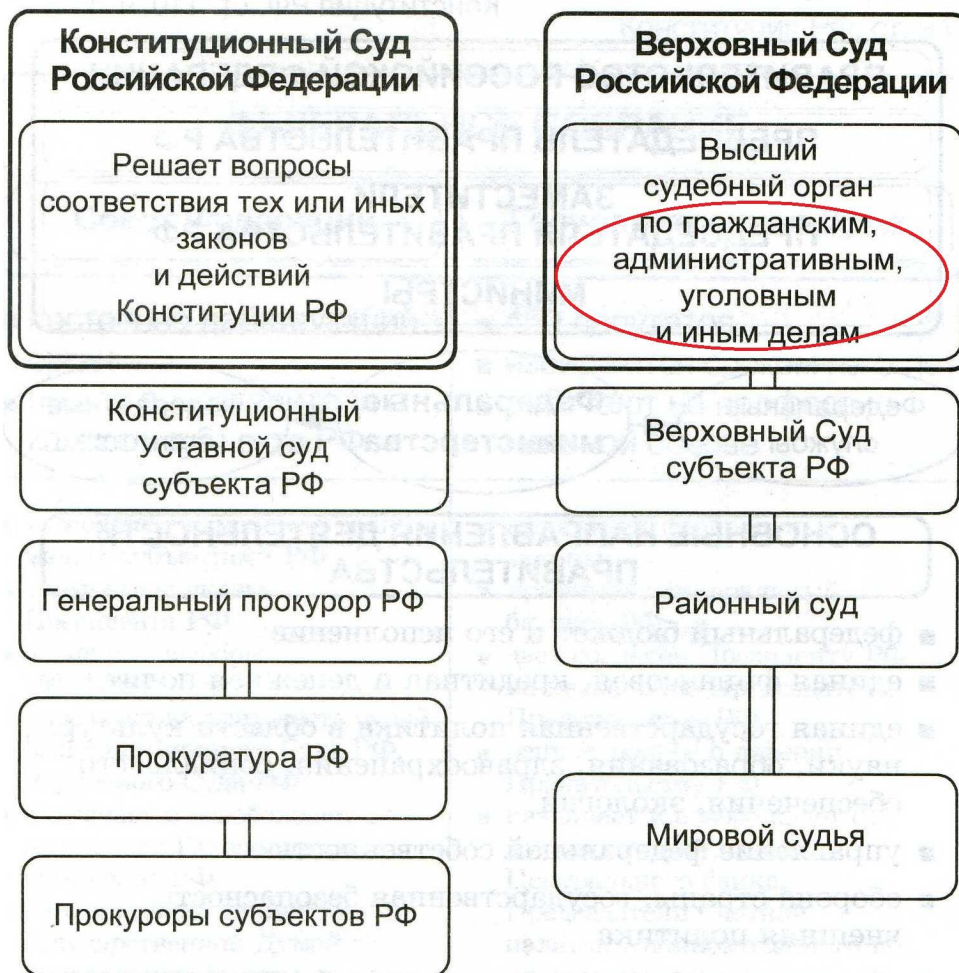 Конституционный Суд
Российской Федерации
Решает вопросы
соответствия тех или иных
законов
и действий
Конституции РФ
Конституционный
Уставной суд
субъекта РФ
Генеральный прокурор РФ
Прокуратура РФ
Прокуроры субъектов РФ
Верховный Суд
Российской Федерации
Высший
судебный орган
по гражданским,
административным,
уголовным
и иным делам
Верховный Суд
субъекта РФ
Районный суд
Мировой судья